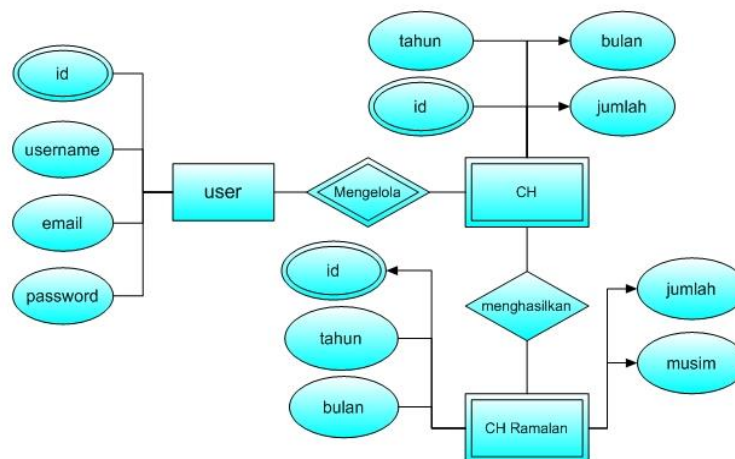 tahun
bulan
id
id
jumlah
username
user
Mengelola
CH
email
id
password
menghasilkan
jumlah
tahun
musim
bulan
CH Ramalan